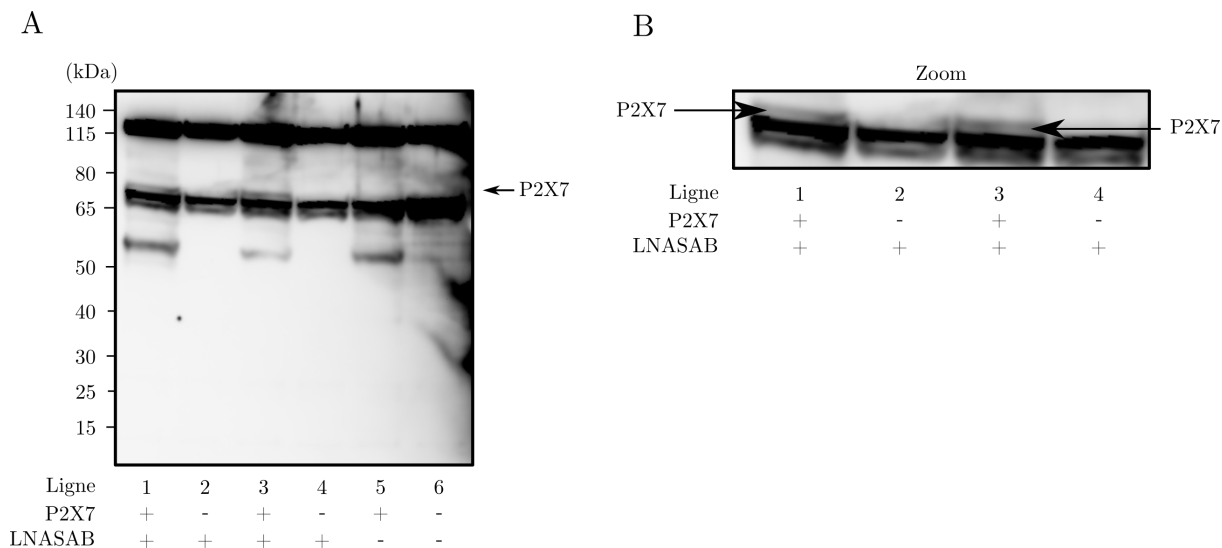 A
(kDa)
140
115
80
65
50
40
30
25
15
P2X7
Ligne 1 2 3 4 5 6
P2X7 + - + - + -
LNASAB + + + + - -
B
Zoom
P2X7
P2X7
Ligne 1 2 3 4
P2X7 + - + -
LNASAB + + + +